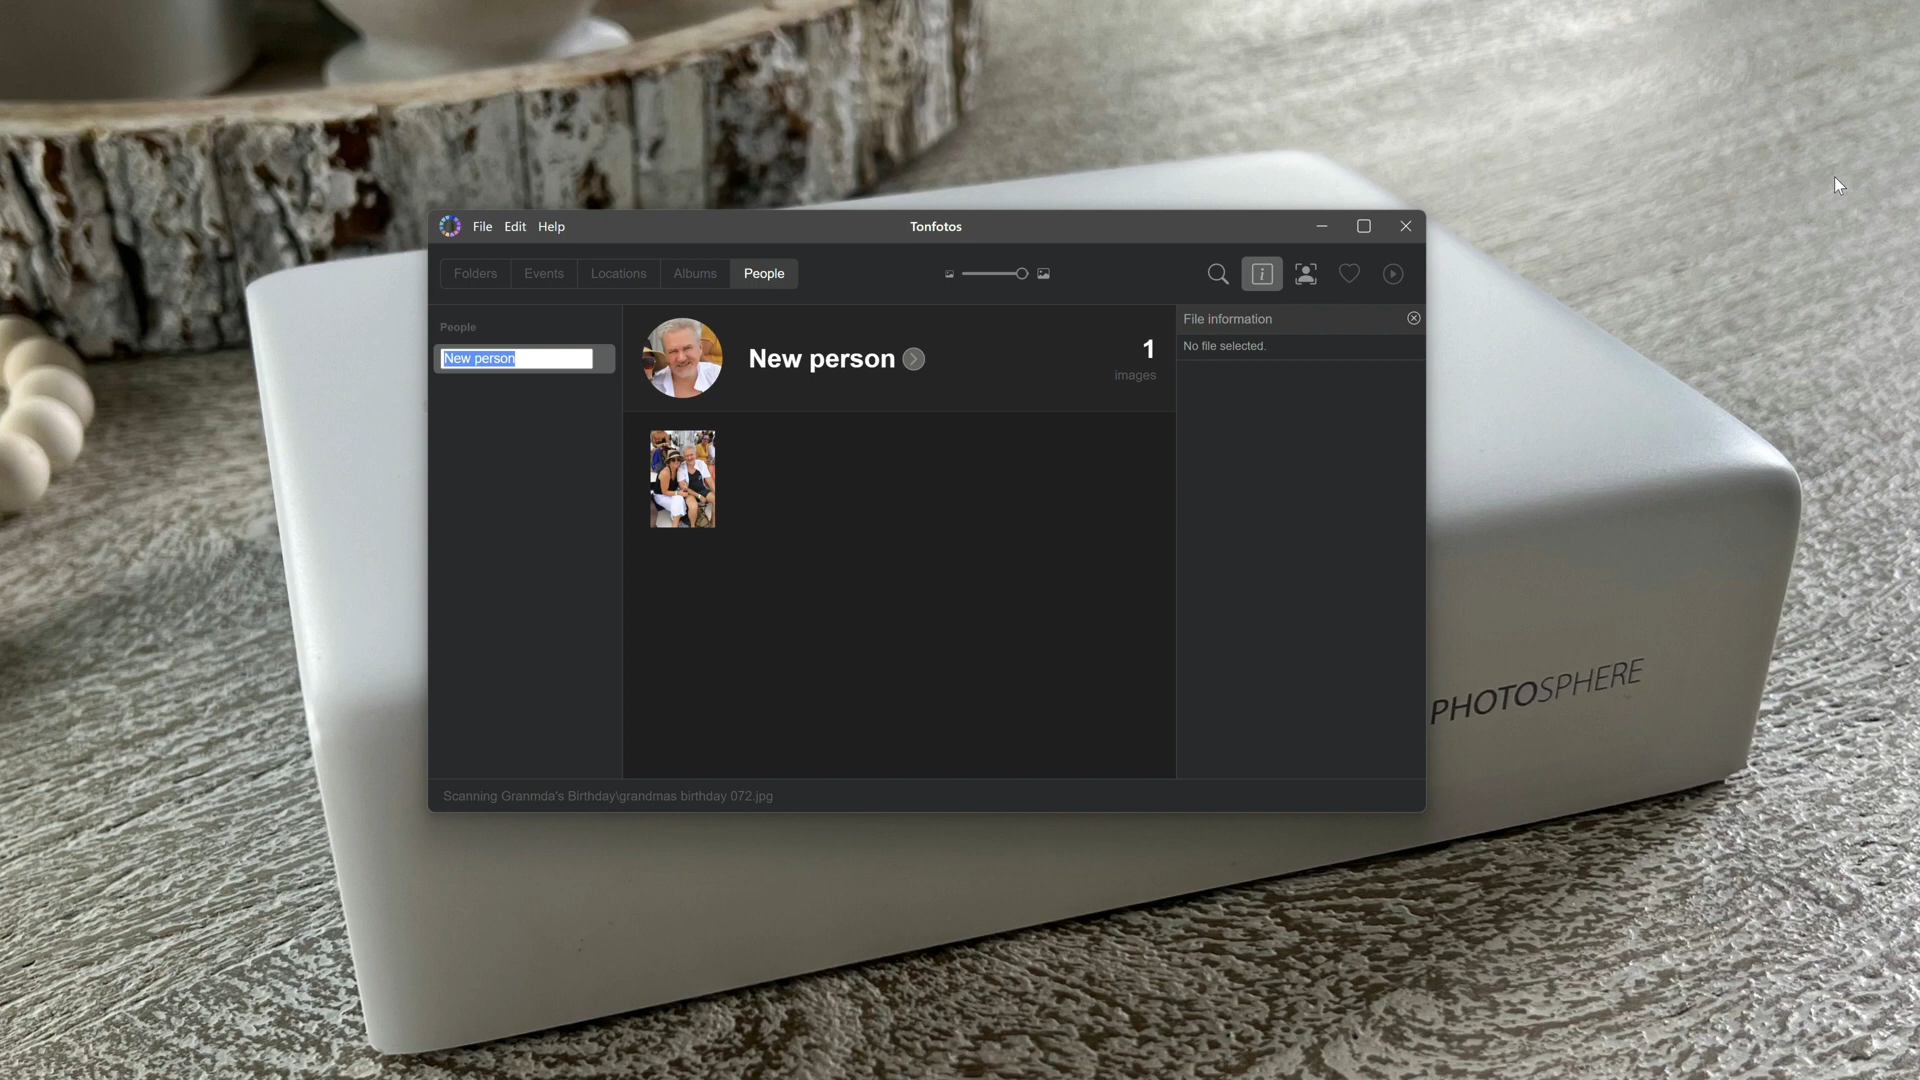 File Edit Help
Tonfotos
Folders Events Locations Albums People
People
New person
New person
1
images
File information
No file selected.
Scanning Granmda's Birthday\grandmas birthday 072.jpg
PHOTOSPHERE